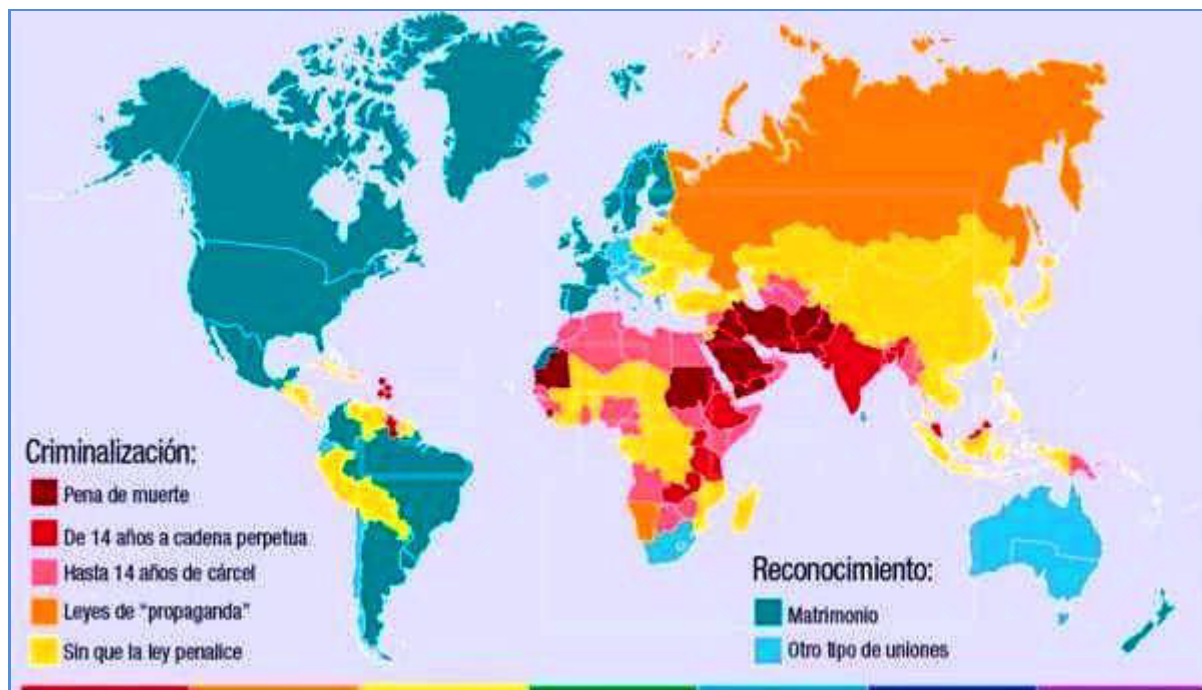 Criminalización:
Pena de muerte
De 14 años a cadena perpetua
Hasta 14 años de cárcel
Leyes de “propaganda”
Sin que la ley penalice
Reconocimiento:
Matrimonio
Otro tipo de uniones